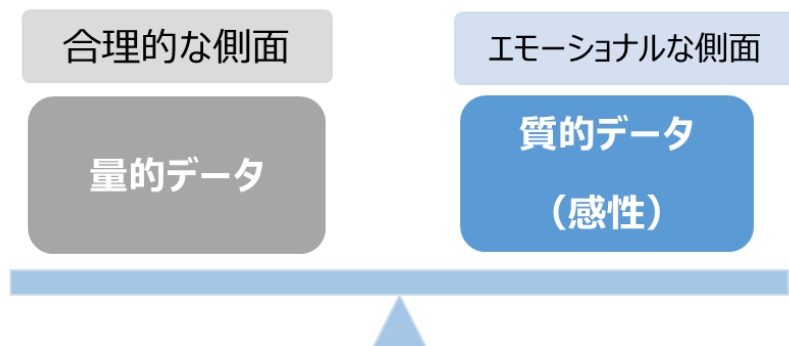 合理的な側面
エモーショナルな側面
量的データ
質的データ
（感性）